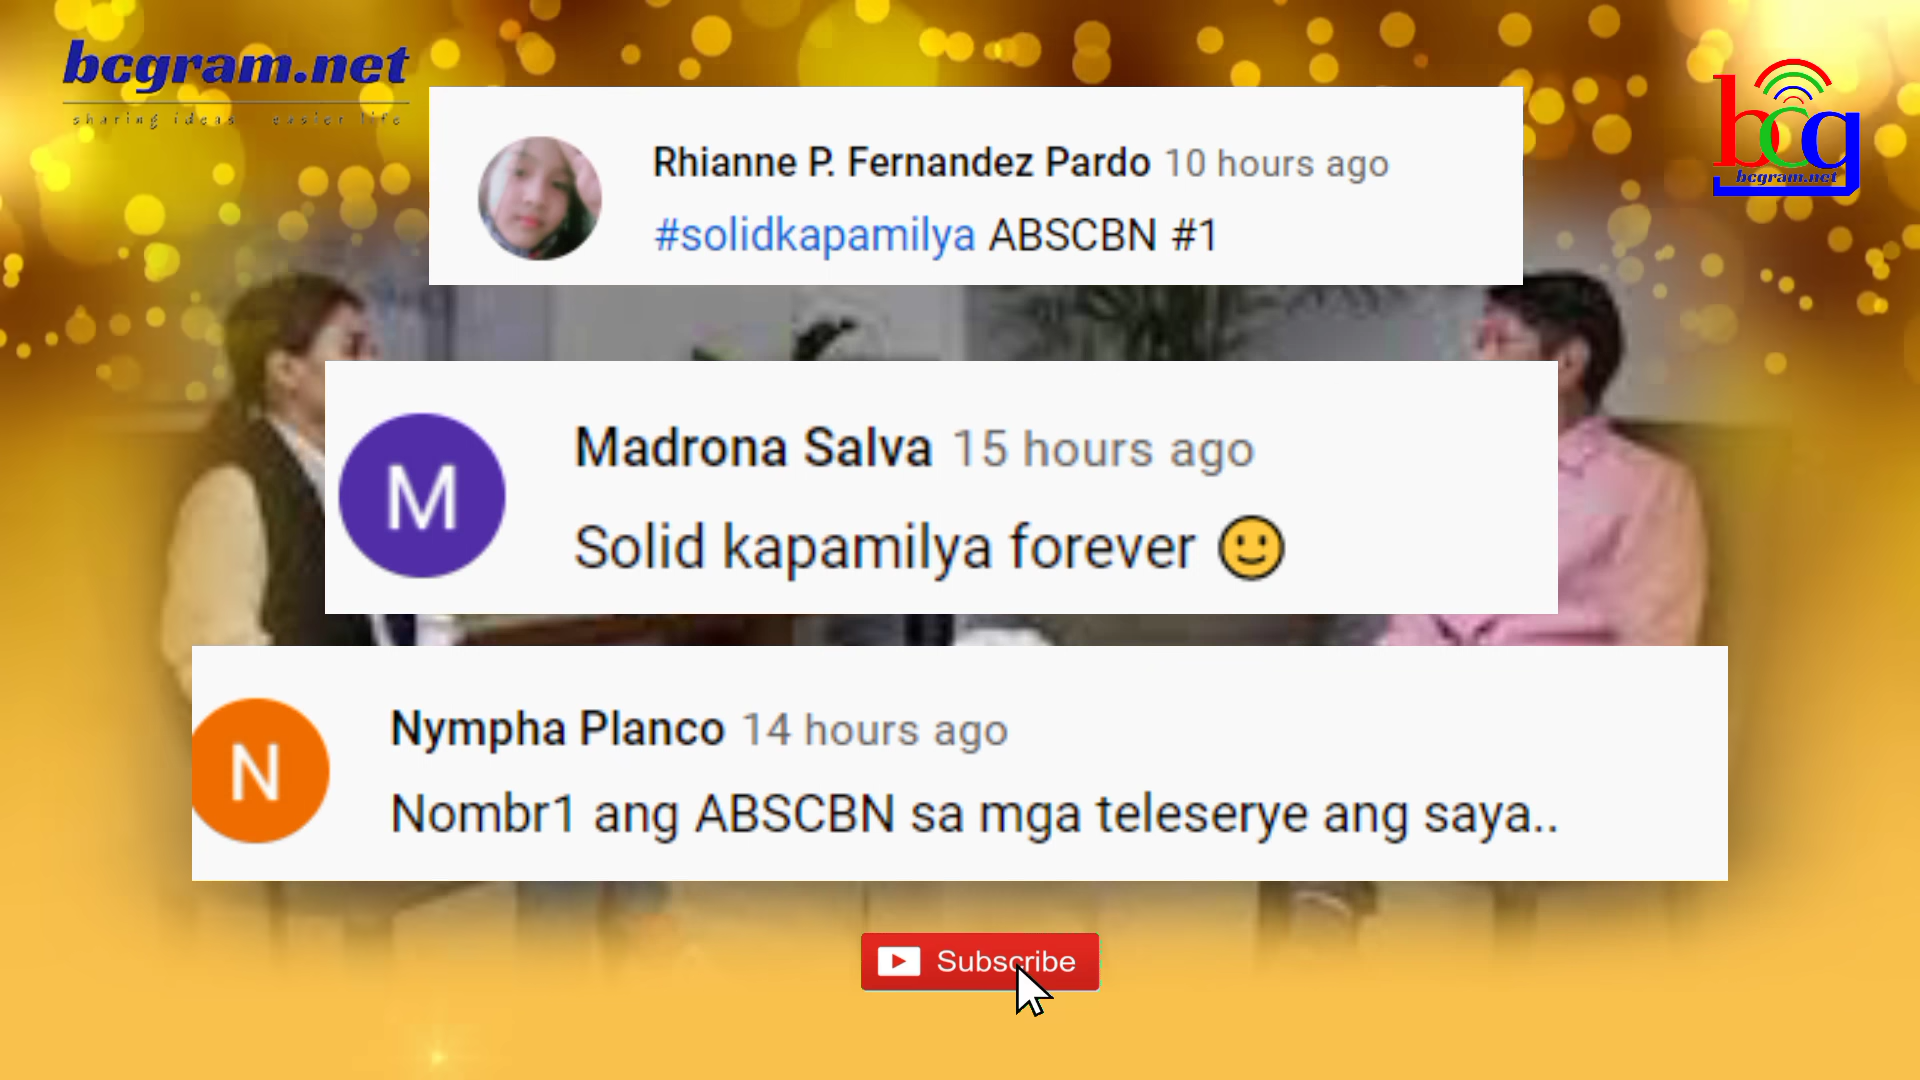 bcgram.net
sharing ideas easier life
bcg
bcgram.net
Rhianne P. Fernandez Pardo 10 hours ago
#solidkapamilya ABSCBN #1
M
Madrona Salva 15 hours ago
Solid kapamilya forever 🙂
N
Nympha Planco 14 hours ago
Nombr1 ang ABSCBN sa mga teleserye ang saya..
Subscribe